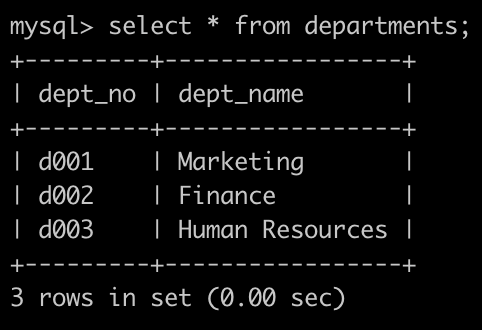 mysql> select * from departments;
+---------+-----------------+
| dept_no | dept_name       |
+---------+-----------------+
| d001    | Marketing       |
| d002    | Finance         |
| d003    | Human Resources |
+---------+-----------------+
3 rows in set (0.00 sec)